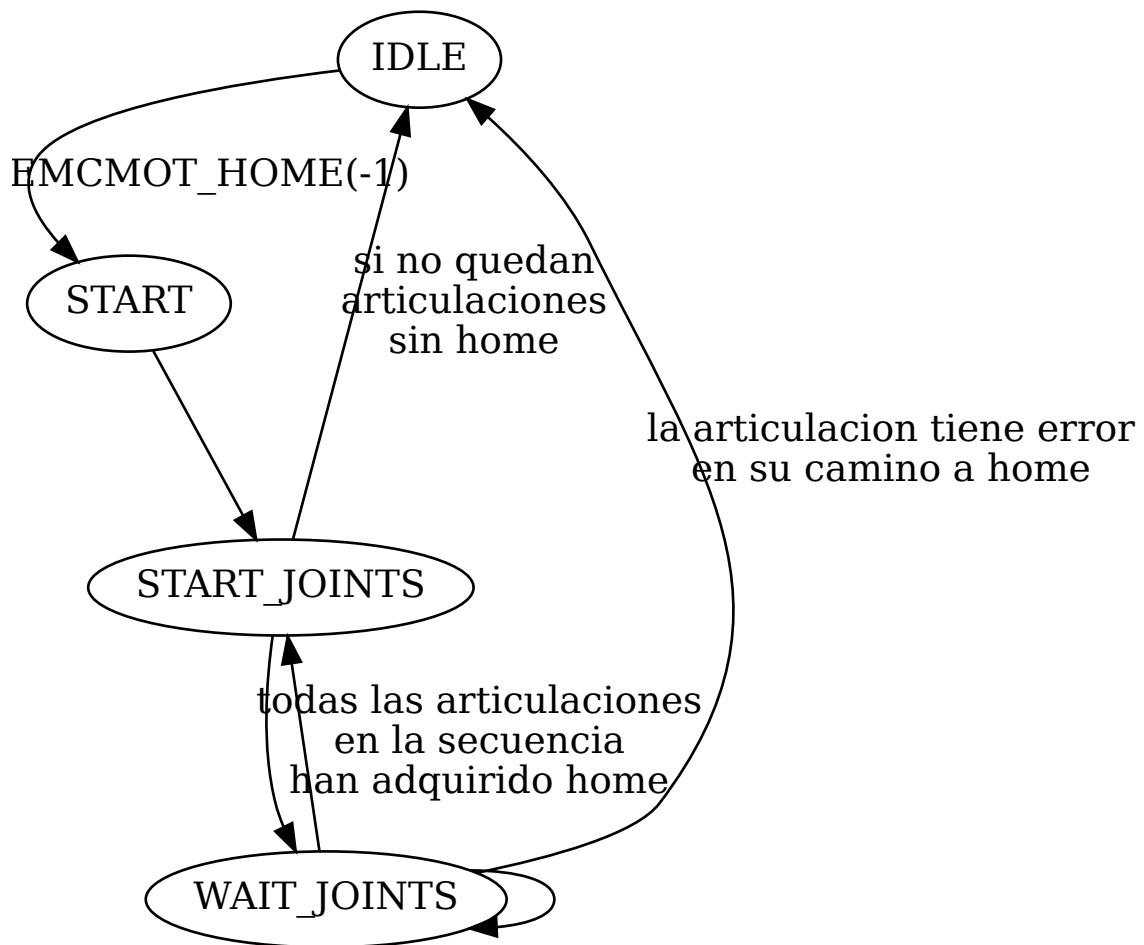 IDLE
EMCMOT_HOME(-1)
si no quedan
articulaciones
sin home
START
la articulacion tiene error
en su camino a home
START_JOINTS
todas las articulaciones
en la secuencia
han adquirido home
WAIT_JOINTS